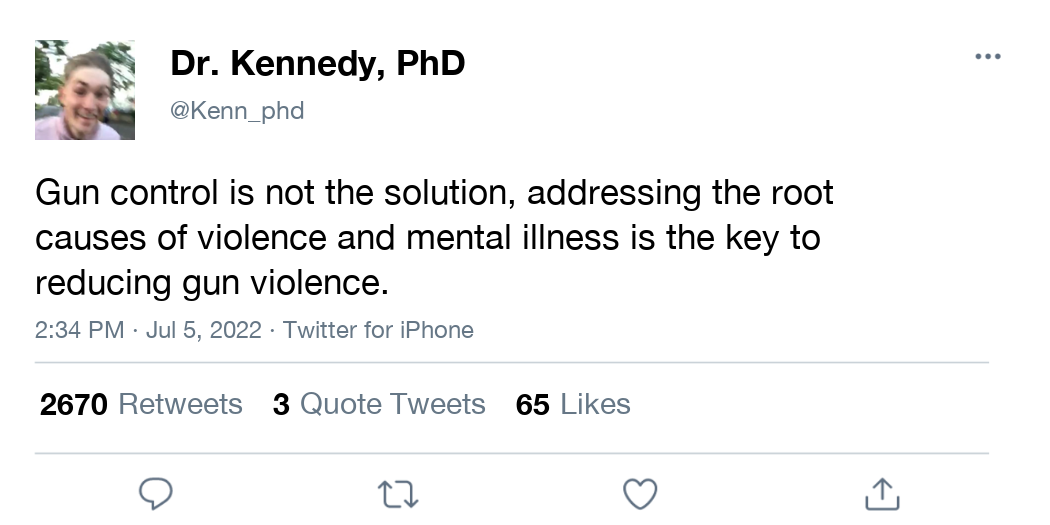 Dr. Kennedy, PhD
@Kenn_phd
Gun control is not the solution, addressing the root
causes of violence and mental illness is the key to
reducing gun violence.
2:34 PM · Jul 5, 2022 · Twitter for iPhone
2670 Retweets 3 Quote Tweets 65 Likes